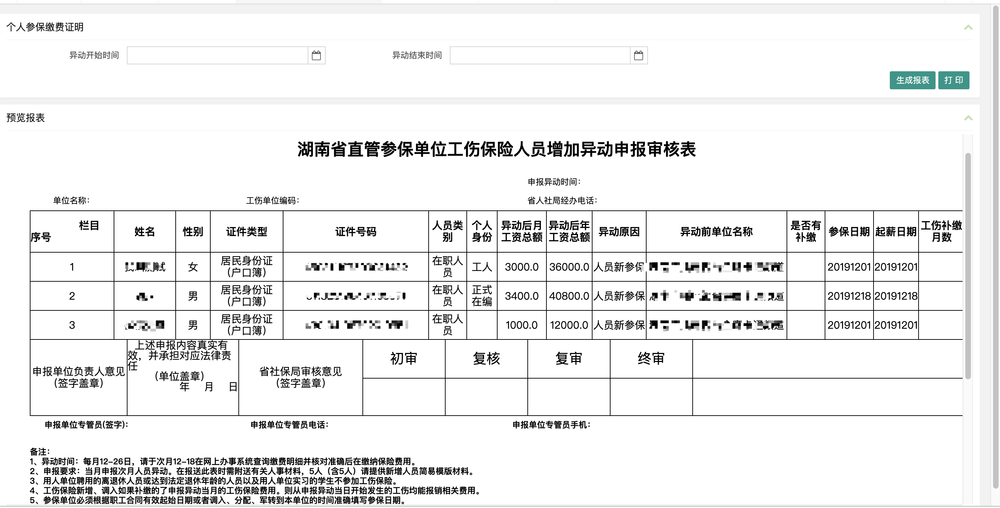 个人参保缴费证明
异动开始时间 异动结束时间
生成报表 打 印
预览报表
湖南省直管参保单位工伤保险人员增加异动申报审核表
申报异动时间：
单位名称： 工伤单位编码： 省人社局经办电话：
栏目
序号 姓名 性别 证件类型 证件号码 人员类别 个人身份 异动后月工资总额 异动后年工资总额 异动原因 异动前单位名称 是否有补缴 参保日期 起薪日期 工伤补缴月数
1 女 居民身份证（户口簿） 在职人员 工人 3000.0 36000.0 人员新参保 20191201 20191201
2 男 居民身份证（户口簿） 在职人员 正式在编 3400.0 40800.0 人员新参保 20191218 20191218
3 男 居民身份证（户口簿） 在职人员 1000.0 12000.0 人员新参保 20191201 20191201
申报单位负责人意见
（签字盖章）
上述申报内容真实有
效，并承担对应法律责
任
（单位盖章）
年 月 日
省社保局审核意见
（签字盖章）
初审 复核 复审 终审
申报单位专管员(签字)： 申报单位专管员电话： 申报单位专管员手机：
备注：
1、异动时间：每月12-26日，请于次月12-18在网上办事系统查询缴费明细并核对准确后在缴纳保险费用。
2、申报要求：当月申报次月人员异动。在报送此表时需附送有关人事材料，5人（含5人）请提供新增人员简易模版材料。
3、用人单位聘用的离退休人员或达到法定退休年龄的人员以及用人单位实习的学生不参加工伤保险。
4、工伤保险新增、调入如果补缴的了申报异动当月的工伤保险费用。则从申报异动当日开始发生的工伤均能报销相关费用。
5、参保单位必须根据职工合同有效起始日期或者调入、分配、军转到本单位的时间准确填写参保日期。